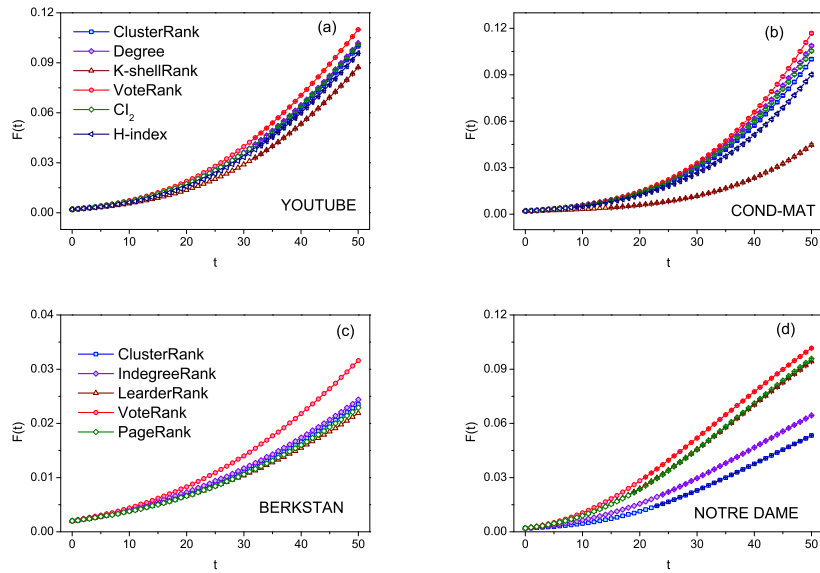 (a)
F(t)
0.12
0.09
0.06
0.03
0.00
ClusterRank
Degree
K-shellRank
VoteRank
CI2
H-index
YOUTUBE
0 10 20 30 40 50
t
(b)
F(t)
0.12
0.09
0.06
0.03
0.00
COND-MAT
0 10 20 30 40 50
t
(c)
F(t)
0.04
0.03
0.02
0.01
0.00
ClusterRank
IndegreeRank
LearderRank
VoteRank
PageRank
BERKSTAN
0 10 20 30 40 50
t
(d)
F(t)
0.12
0.09
0.06
0.03
0.00
NOTRE DAME
0 10 20 30 40 50
t